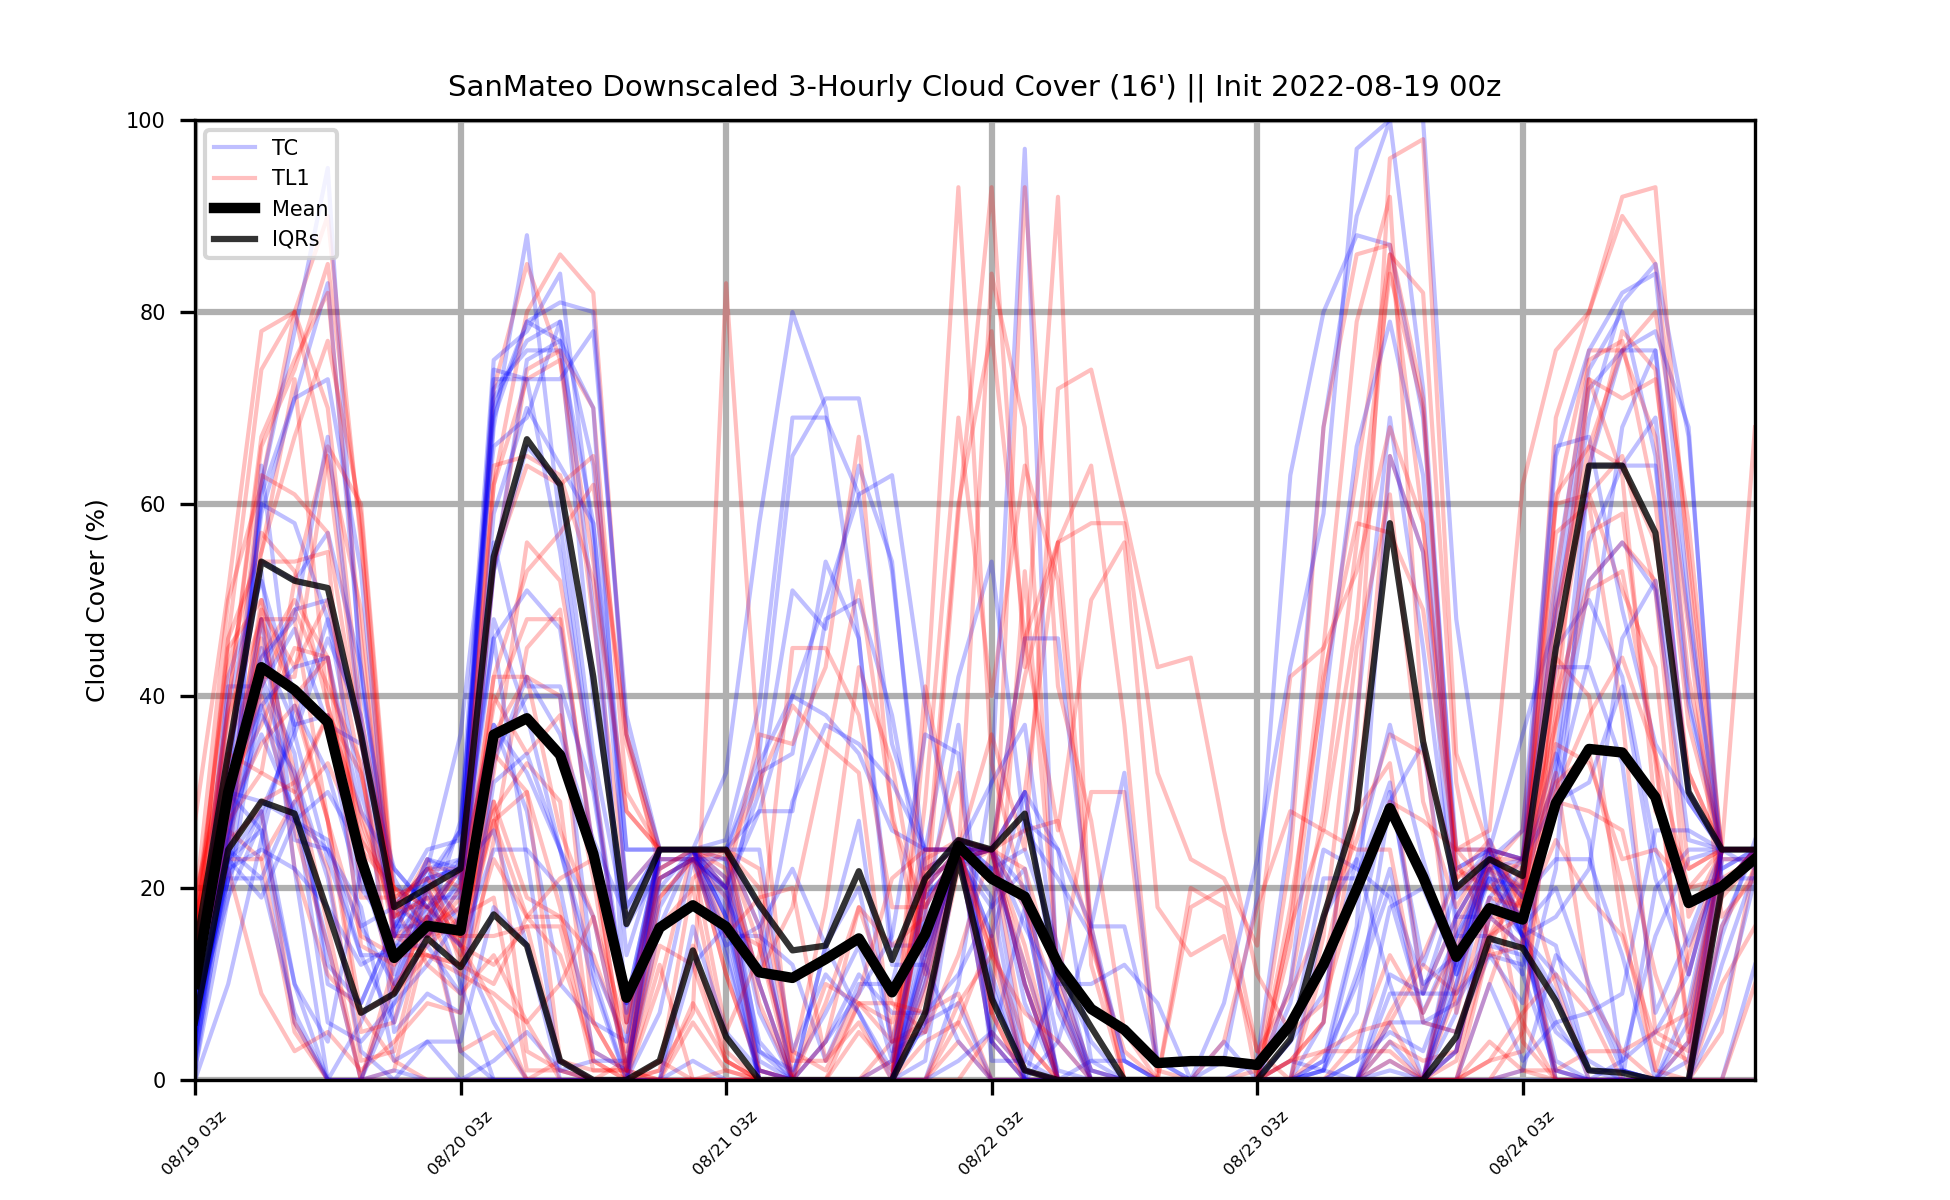 SanMateo Downscaled 3-Hourly Cloud Cover (16') || Init 2022-08-19 00z
TC
TL1
Mean
IQRs
Cloud Cover (%)
100
80
60
40
20
0
08/19 03z
08/20 03z
08/21 03z
08/22 03z
08/23 03z
08/24 03z